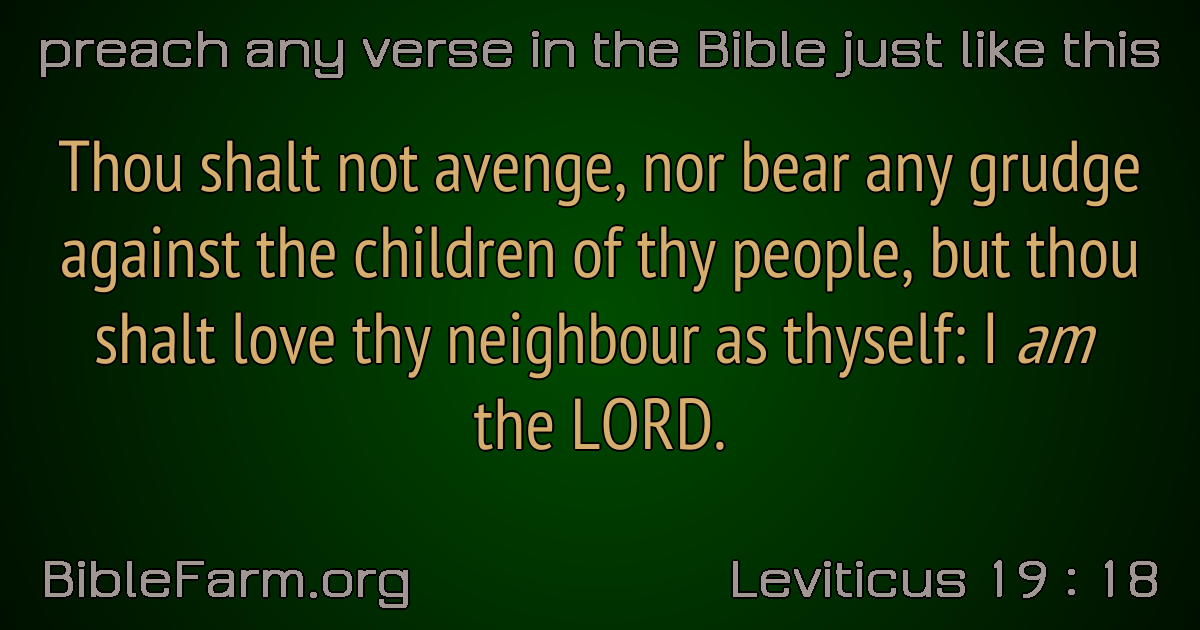 preach any verse in the Bible just like this
Thou shalt not avenge, nor bear any grudge
against the children of thy people, but thou
shalt love thy neighbour as thyself: I am
the LORD.
BibleFarm.org
Leviticus 19 : 18